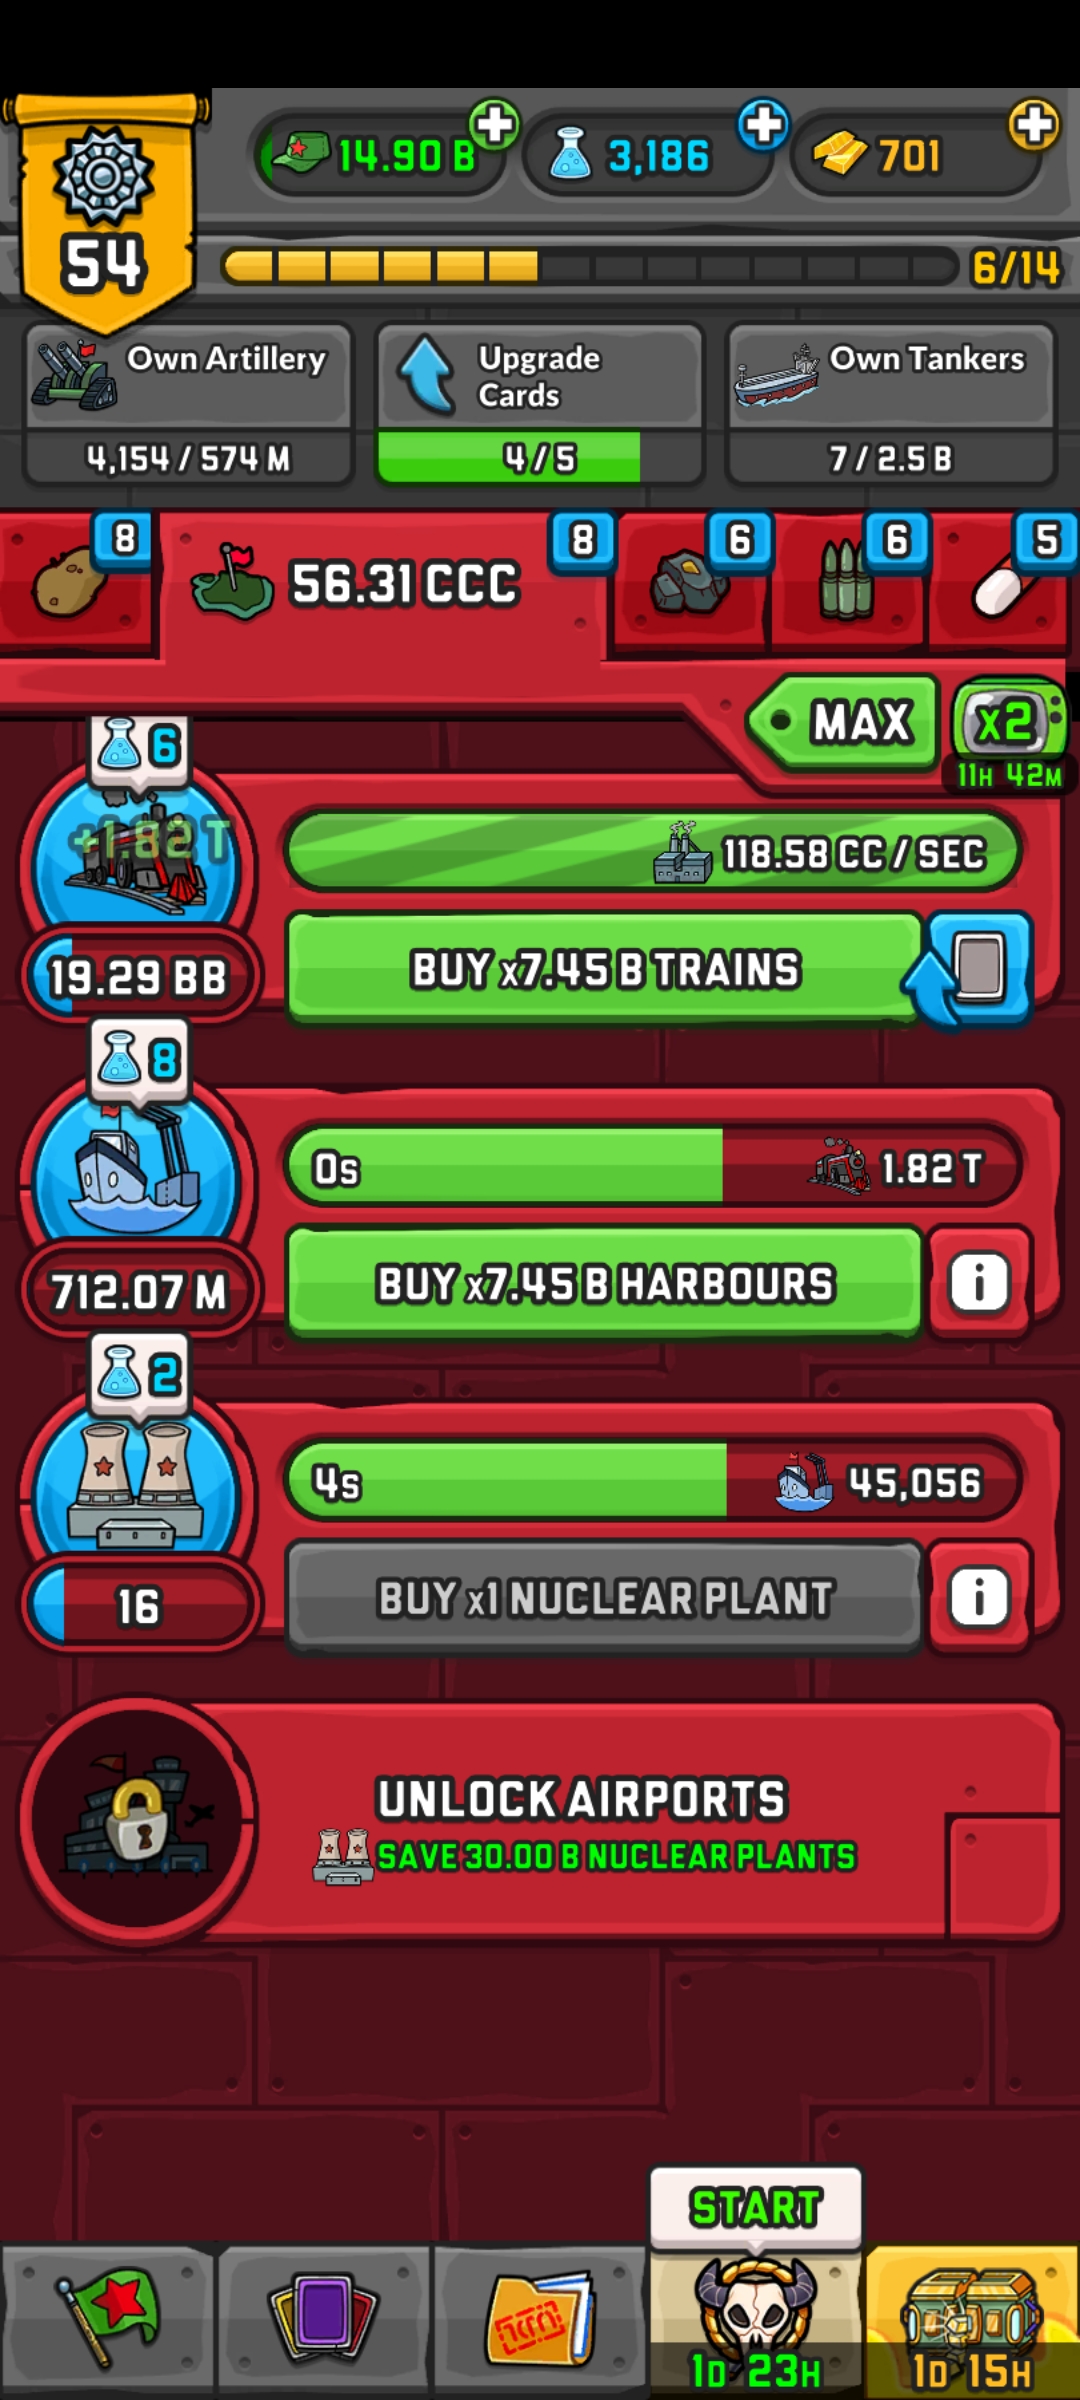 14.90 B
3,186
701
54
6/14
Own Artillery
4,154 / 574 M
Upgrade
Cards
4 / 5
Own Tankers
7 / 2.5 B
8
56.31 CCC
8
6
6
5
MAX
x2
11H 42M
6
+1.82 T
118.58 CC / SEC
19.29 BB
BUY x7.45 B TRAINS
8
0s
1.82 T
712.07 M
BUY x7.45 B HARBOURS
2
4s
45,056
16
BUY x1 NUCLEAR PLANT
UNLOCK AIRPORTS
SAVE 30.00 B NUCLEAR PLANTS
START
1D 23H
1D 15H